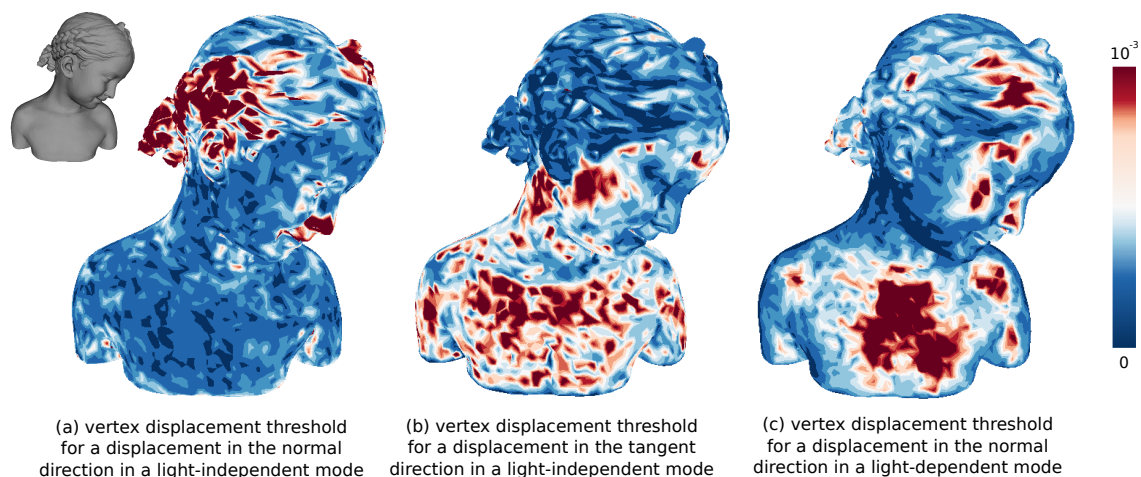 10⁻³
0
(a) vertex displacement threshold
for a displacement in the normal
direction in a light-independent mode
(b) vertex displacement threshold
for a displacement in the tangent
direction in a light-independent mode
(c) vertex displacement threshold
for a displacement in the normal
direction in a light-dependent mode